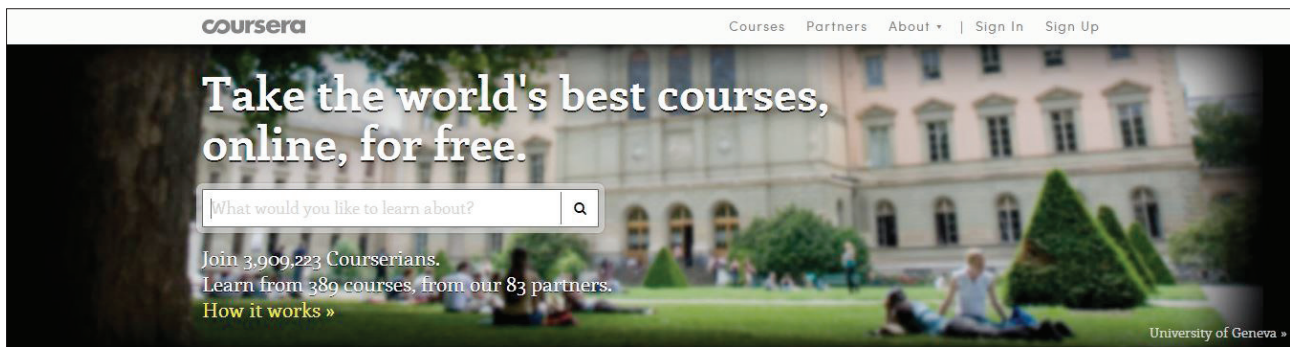 coursera
Courses Partners About ▾ | Sign In Sign Up
Take the world's best courses,
online, for free.
What would you like to learn about?
Join 3,909,223 Courserians.
Learn from 389 courses, from our 83 partners.
How it works »
University of Geneva »